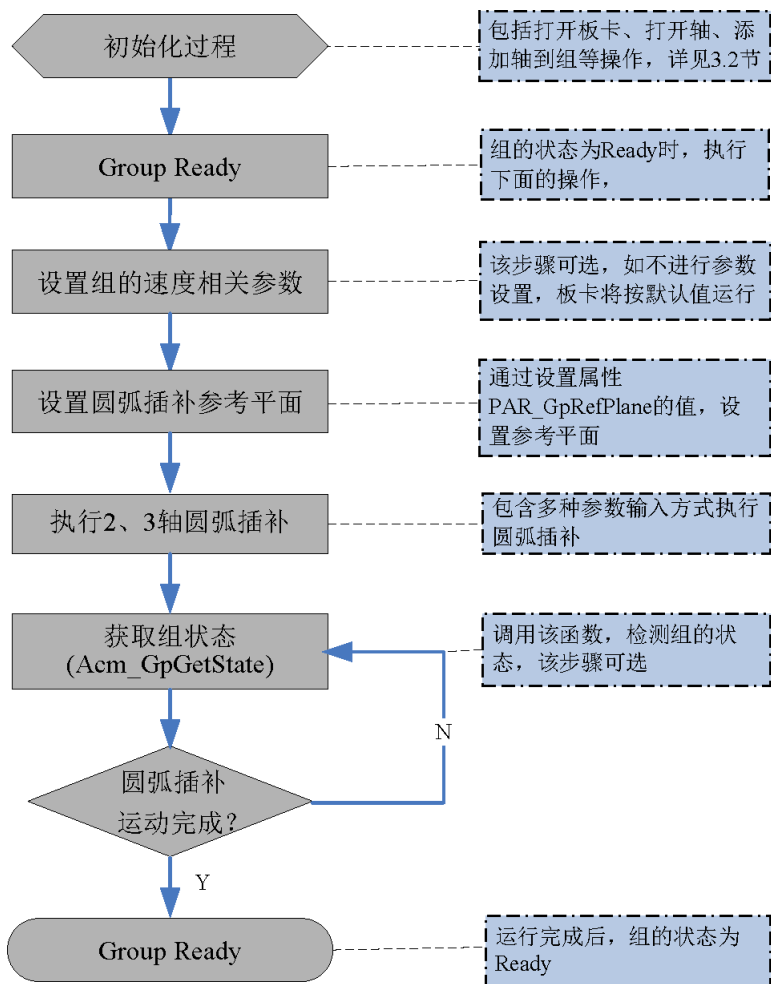 初始化过程
包括打开板卡、打开轴、添
加轴到组等操作，详见3.2节
Group Ready
组的状态为Ready时，执行
下面的操作，
设置组的速度相关参数
该步骤可选，如不进行参数
设置，板卡将按默认值运行
设置圆弧插补参考平面
通过设置属性
PAR_GpRefPlane的值，设
置参考平面
执行2、3轴圆弧插补
包含多种参数输入方式执行
圆弧插补
获取组状态
(Acm_GpGetState)
调用该函数，检测组的状
态，该步骤可选
N
圆弧插补
运动完成？
Y
Group Ready
运行完成后，组的状态为
Ready